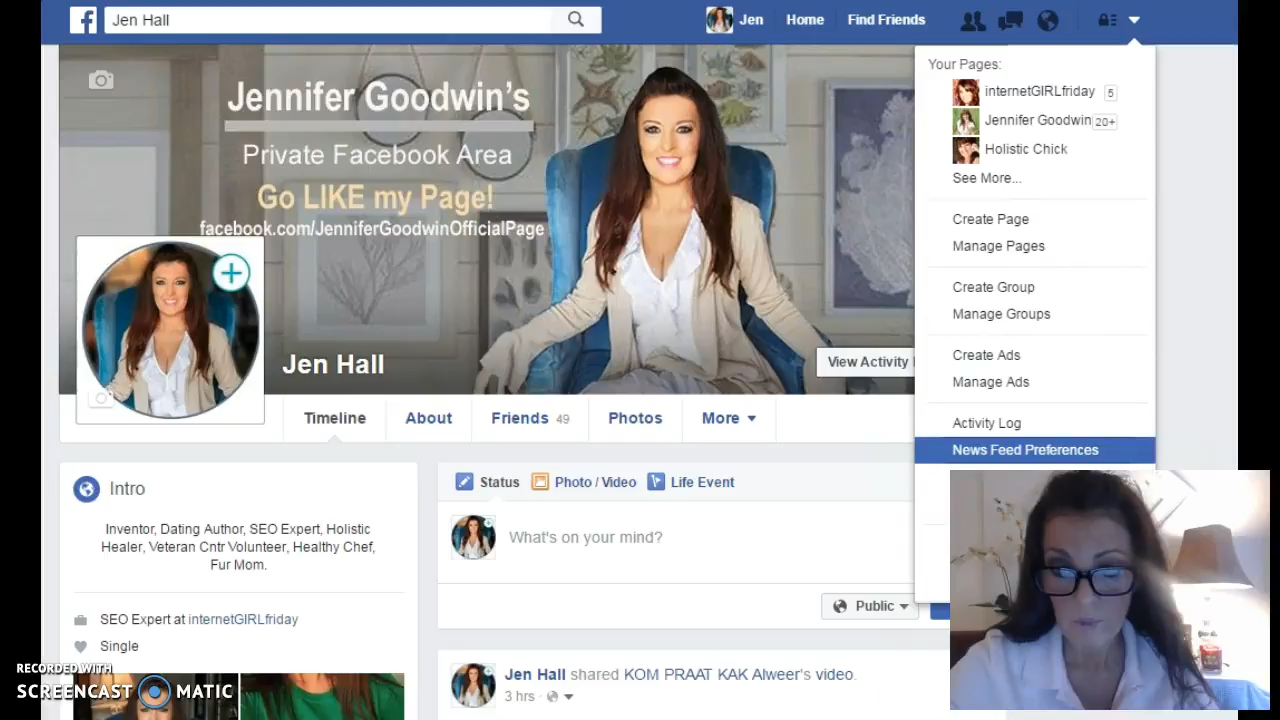 Jen Hall
Jen
Home
Find Friends
Jennifer Goodwin's
Private Facebook Area
Go LIKE my Page!
facebook.com/JenniferGoodwinOfficialPage
Jen Hall
View Activity
Your Pages:
internetGIRLfriday 5
Jennifer Goodwin 20+
Holistic Chick
See More...
Create Page
Manage Pages
Create Group
Manage Groups
Create Ads
Manage Ads
Activity Log
News Feed Preferences
Timeline
About
Friends 49
Photos
More
Intro
Inventor, Dating Author, SEO Expert, Holistic
Healer, Veteran Cntr Volunteer, Healthy Chef,
Fur Mom.
SEO Expert at internetGIRLfriday
Single
Status
Photo / Video
Life Event
What's on your mind?
Public
Jen Hall shared KOM PRAAT KAK Alweer's video.
3 hrs
RECORDED WITH
SCREENCAST MATIC